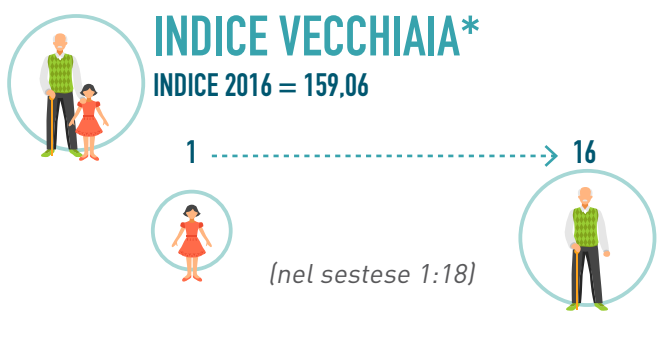 INDICE VECCHIAIA*
INDICE 2016 = 159,06
1 16
(nel sestese 1:18)